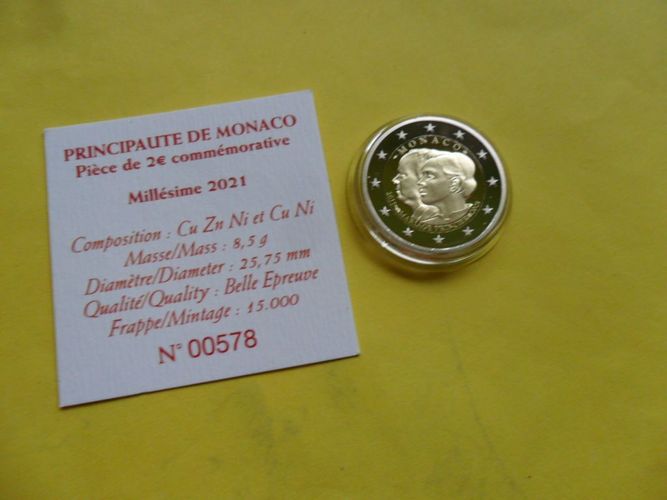 PRINCIPAUTE DE MONACO
Pièce de 2€ commémorative
Millésime 2021
Composition : Cu Zn Ni et Cu Ni
Masse/Mass : 8,5 g
Diamètre/Diameter : 25,75 mm
Qualité/Quality : Belle Epreuve
Frappe/Mintage : 15.000
N° 00578
MONACO